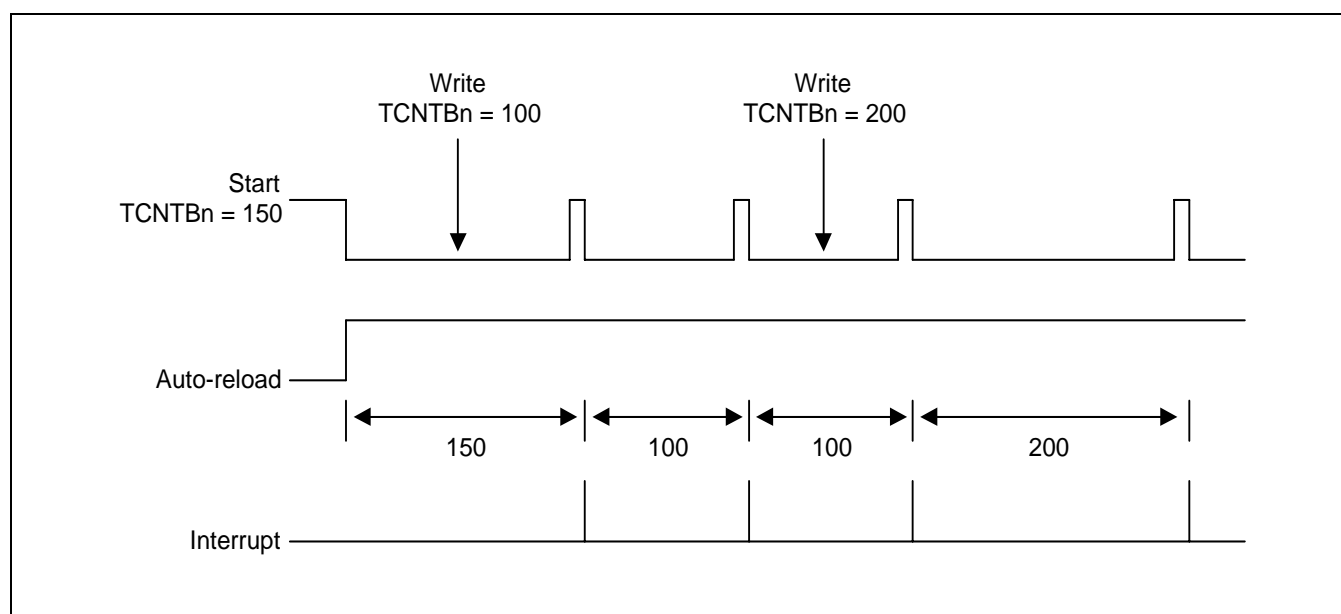 Write
TCNTBn = 100
Write
TCNTBn = 200
Start
TCNTBn = 150
Auto-reload
150
100
100
200
Interrupt